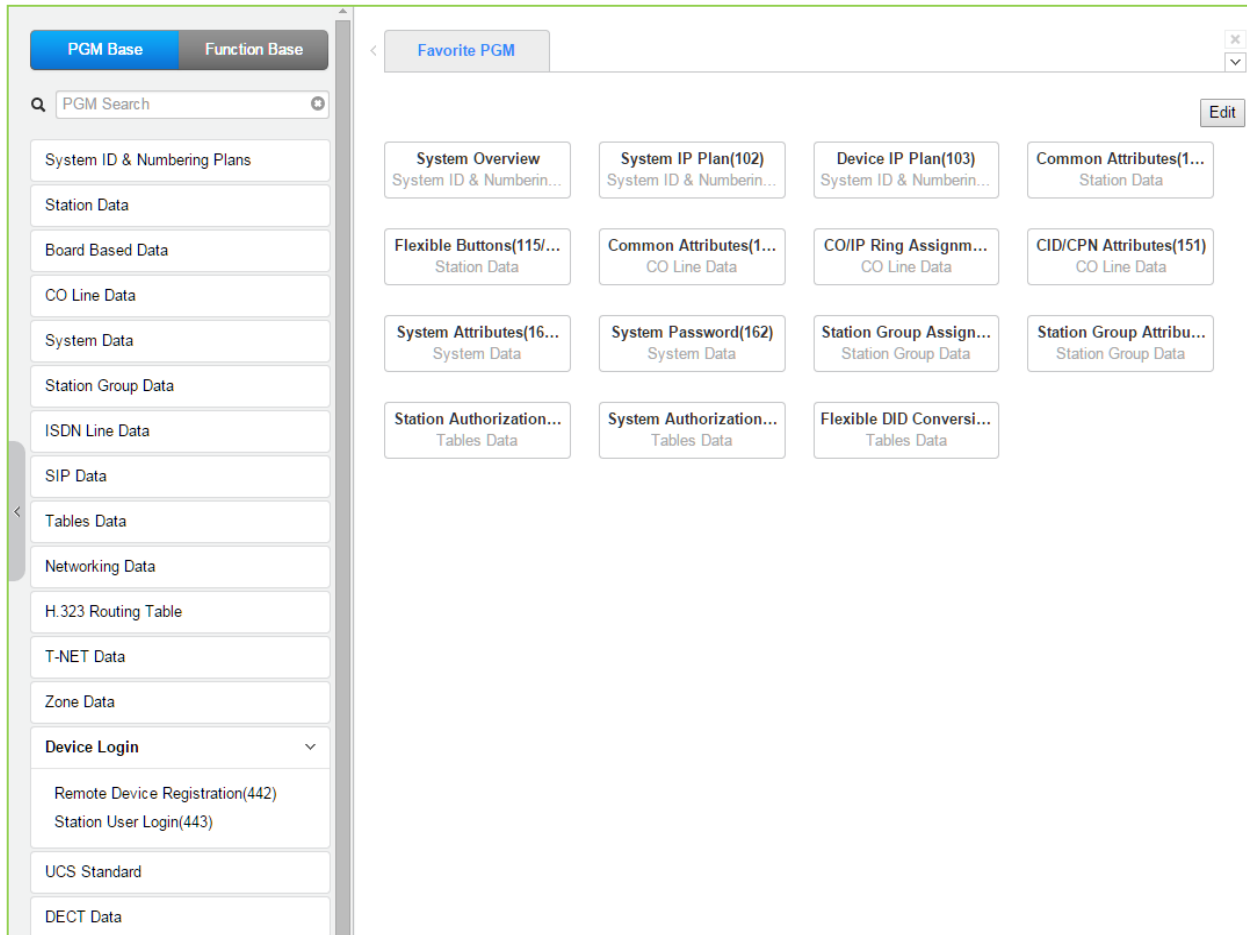 PGM Base
Function Base
PGM Search
System ID & Numbering Plans
Station Data
Board Based Data
CO Line Data
System Data
Station Group Data
ISDN Line Data
SIP Data
Tables Data
Networking Data
H.323 Routing Table
T-NET Data
Zone Data
Device Login
Remote Device Registration(442)
Station User Login(443)
UCS Standard
DECT Data
Favorite PGM
Edit
System Overview
System ID & Numberin...
System IP Plan(102)
System ID & Numberin...
Device IP Plan(103)
System ID & Numberin...
Common Attributes(1...
Station Data
Flexible Buttons(115/...
Station Data
Common Attributes(1...
CO Line Data
CO/IP Ring Assignm...
CO Line Data
CID/CPN Attributes(151)
CO Line Data
System Attributes(16...
System Data
System Password(162)
System Data
Station Group Assign...
Station Group Data
Station Group Attribu...
Station Group Data
Station Authorization...
Tables Data
System Authorization...
Tables Data
Flexible DID Conversi...
Tables Data